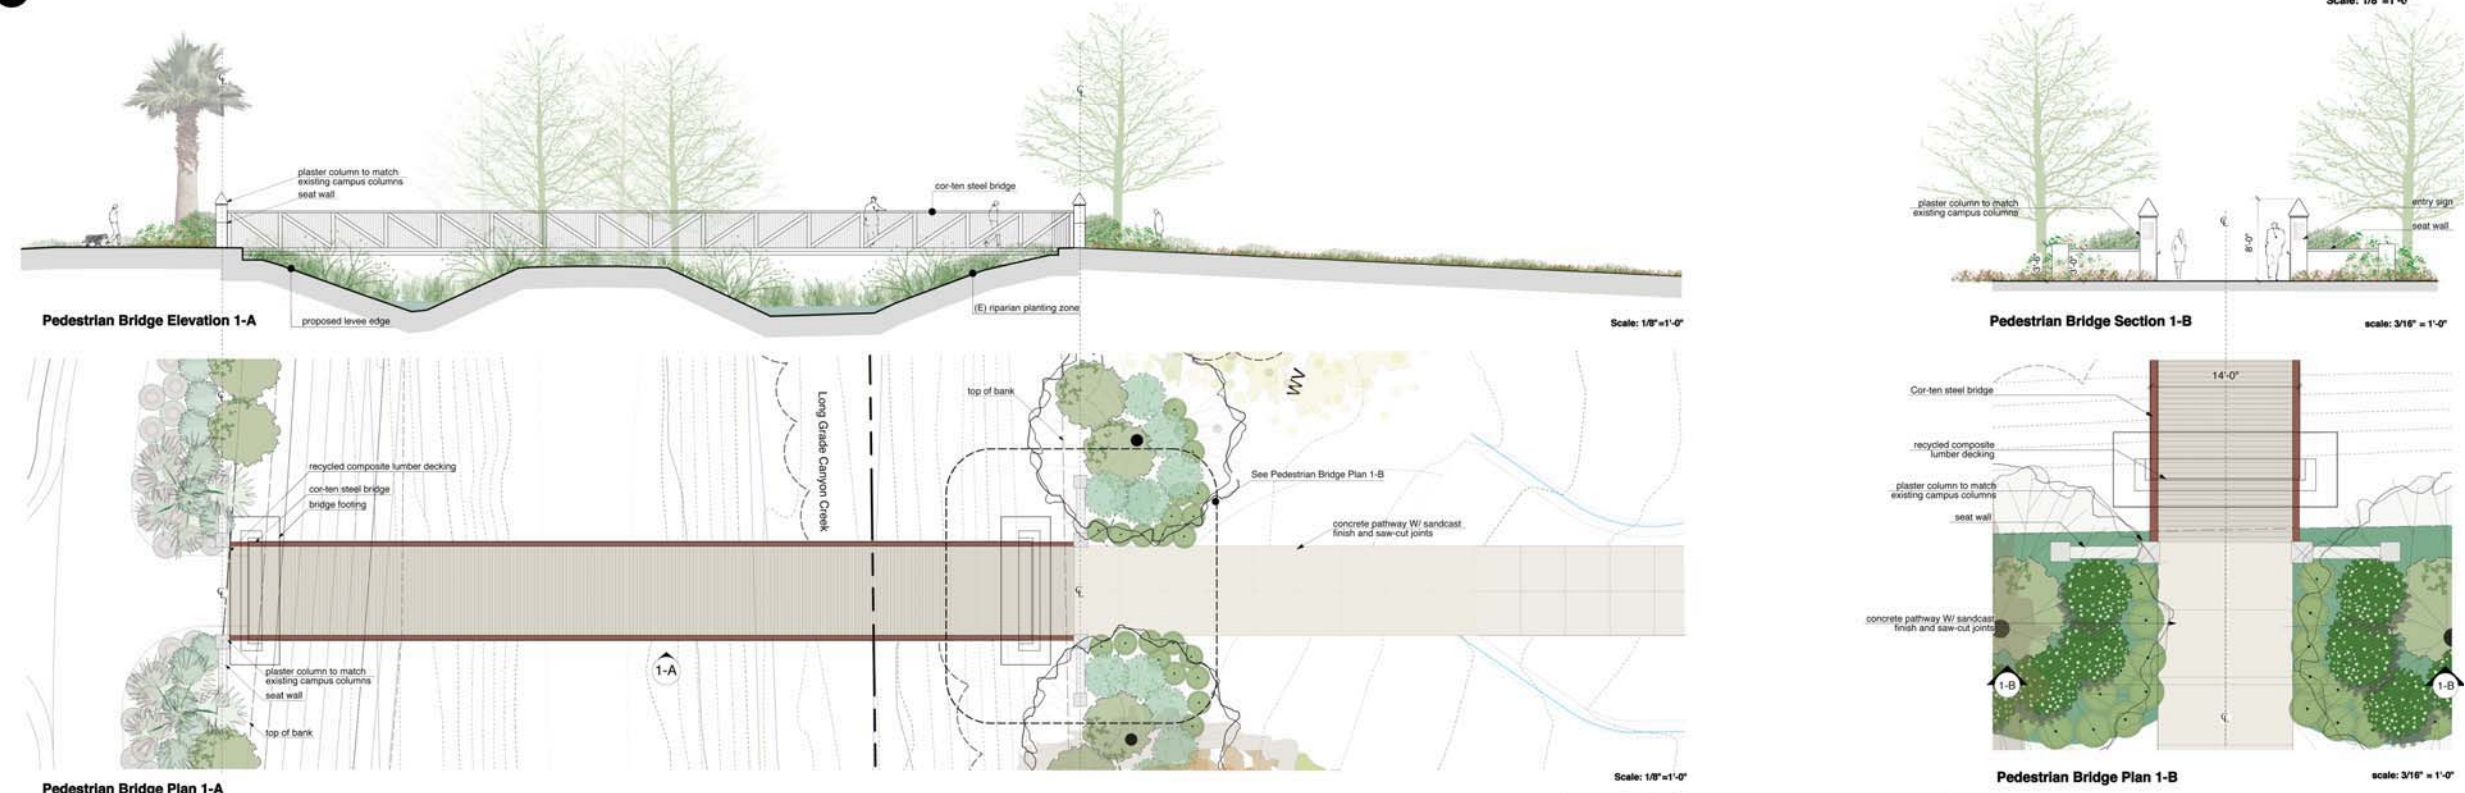 Scale: 1/8"=1'-0"
plaster column to match
existing campus columns
seat wall
cor-ten steel bridge
proposed levee edge
(E) riparian planting zone
Pedestrian Bridge Elevation 1-A
Scale: 1/8"=1'-0"
plaster column to match
existing campus columns
entry sign
seat wall
8'-0"
3'-6"
3'-0"
Pedestrian Bridge Section 1-B
scale: 3/16" = 1'-0"
top of bank
Long Grade Canyon Creek
recycled composite lumber decking
cor-ten steel bridge
bridge footing
See Pedestrian Bridge Plan 1-B
concrete pathway W/ sandcast
finish and saw-cut joints
plaster column to match
existing campus columns
seat wall
top of bank
1-A
Pedestrian Bridge Plan 1-A
Scale: 1/8"=1'-0"
14'-0"
Cor-ten steel bridge
recycled composite
lumber decking
plaster column to match
existing campus columns
seat wall
concrete pathway W/ sandcast
finish and saw-cut joints
1-B
1-B
Pedestrian Bridge Plan 1-B
scale: 3/16" = 1'-0"